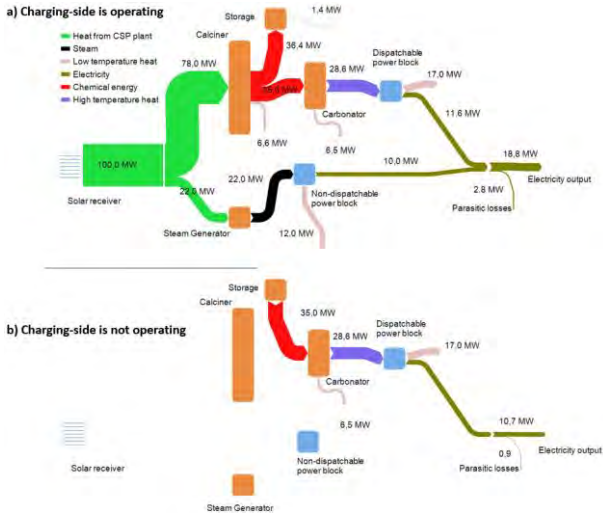 a) Charging-side is operating
Storage
1,4 MW
Calciner
Heat from CSP plant
Steam
Low temperature heat
Electricity
Chemical energy
High temperature heat
78,0 MW
36,4 MW
28,6 MW
Dispatchable
power block
17,0 MW
Carbonator
11,6 MW
6,6 MW
6,5 MW
100,0 MW
22,0 MW
22,0 MW
10,0 MW
18,8 MW
Electricity output
2,8 MW
Parasitic losses
Solar receiver
Non-dispatchable
power block
Steam Generator
12,0 MW
Storage
Calciner
35,0 MW
b) Charging-side is not operating
28,6 MW
Dispatchable
power block
17,0 MW
Carbonator
6,5 MW
10,7 MW
Electricity output
0,9
Parasitic losses
Solar receiver
Non-dispatchable
power block
Steam Generator